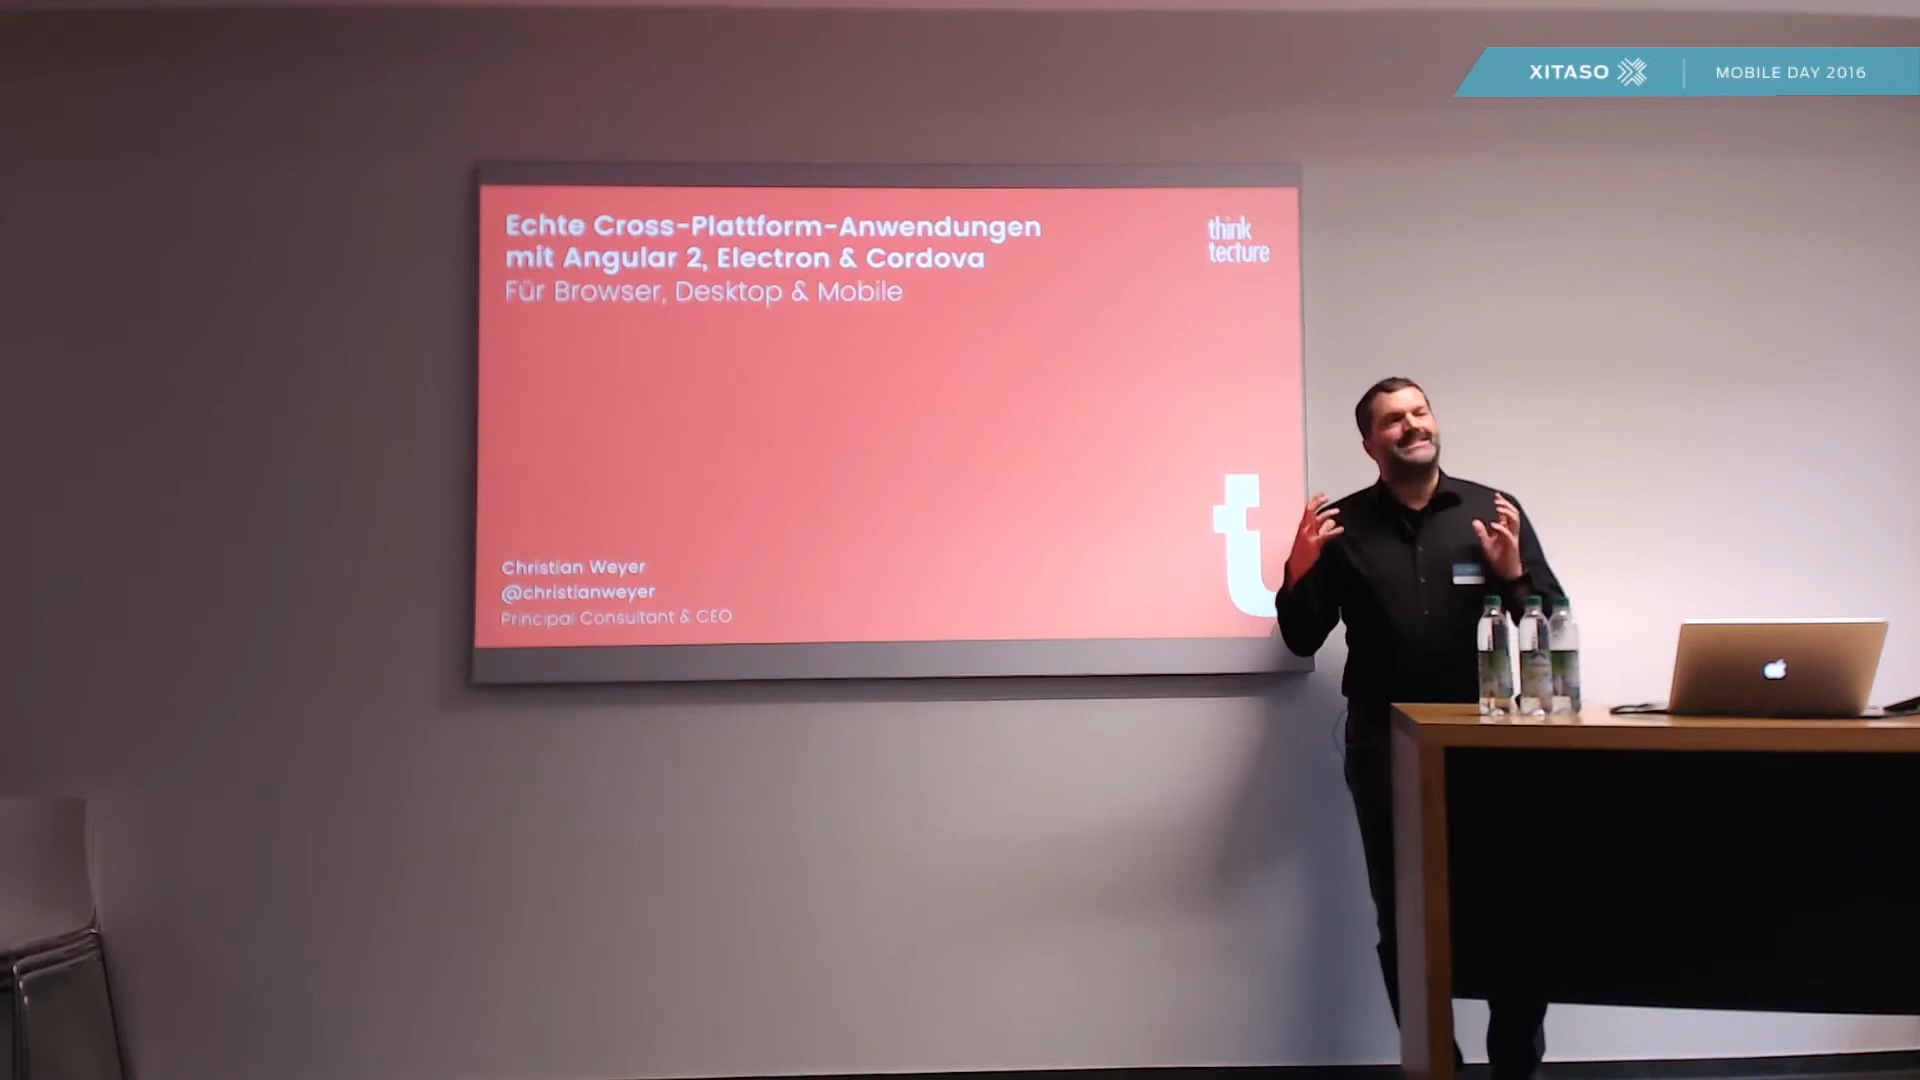 XITASO
MOBILE DAY 2016
Echte Cross-Plattform-Anwendungen
mit Angular 2, Electron & Cordova
Für Browser, Desktop & Mobile
think
tecture
t
Christian Weyer
@christianweyer
Principal Consultant & CEO